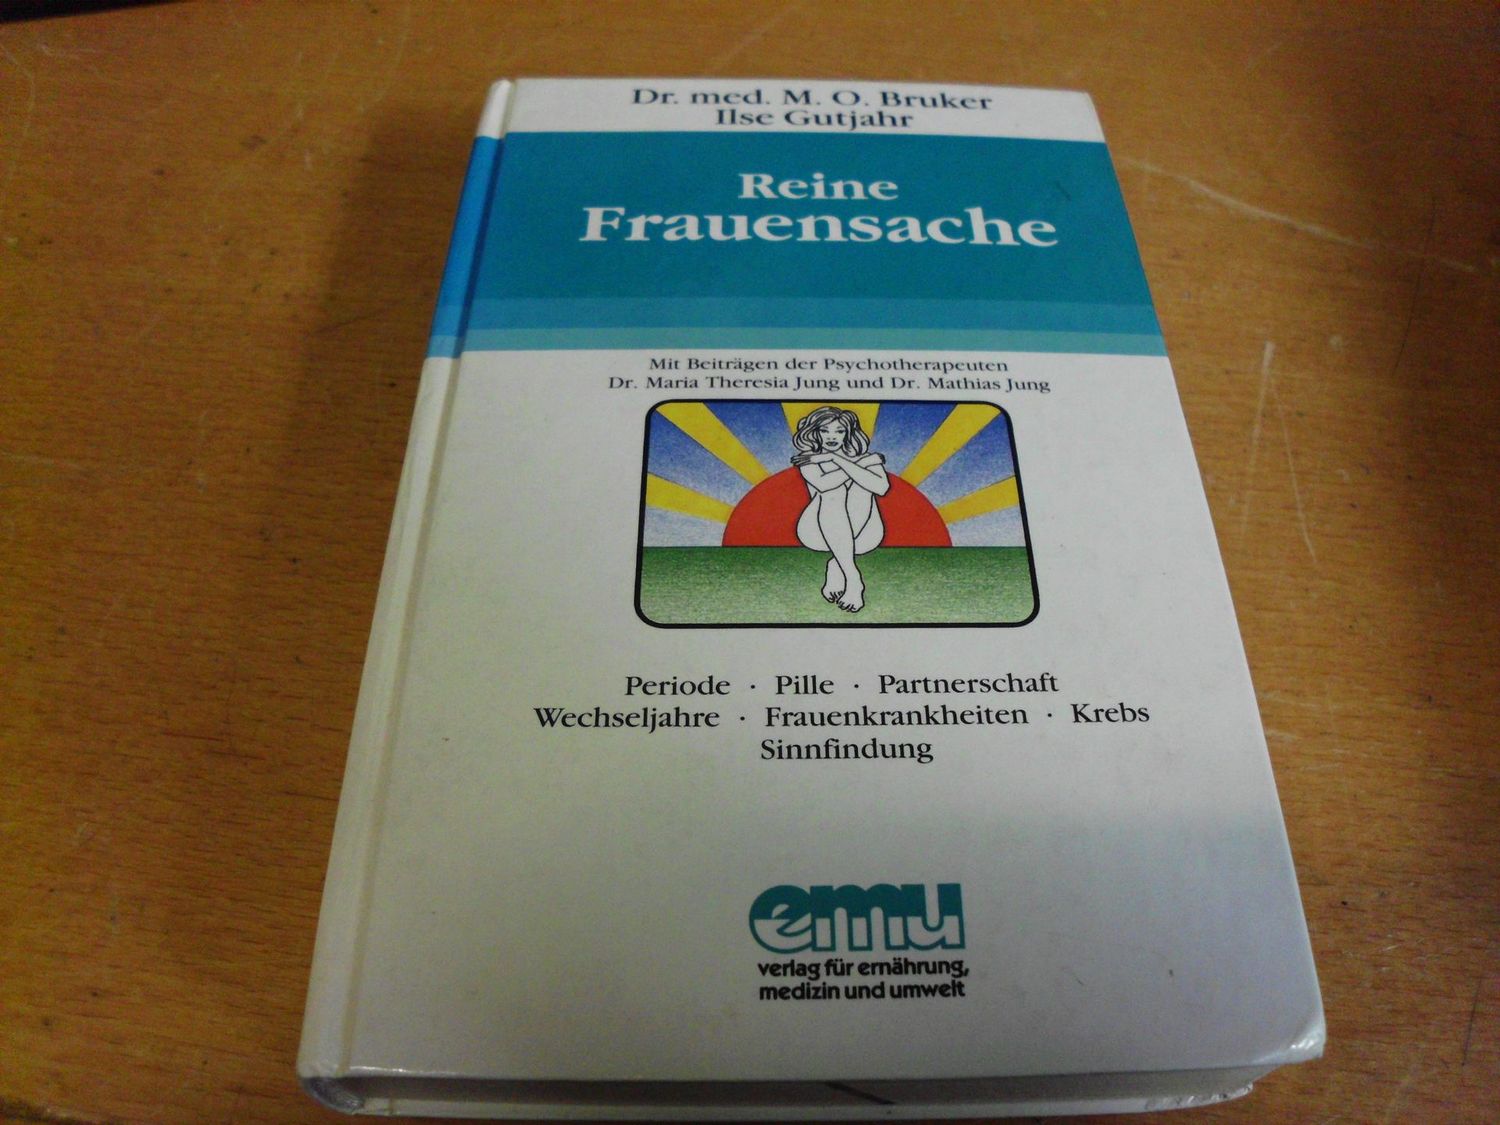 Dr. med. M. O. Bruker
Ilse Gutjahr
Reine
Frauensache
Mit Beiträgen der Psychotherapeuten
Dr. Maria Theresia Jung und Dr. Mathias Jung
Periode · Pille · Partnerschaft
Wechseljahre · Frauenkrankheiten · Krebs
Sinnfindung
emu
verlag für ernährung,
medizin und umwelt